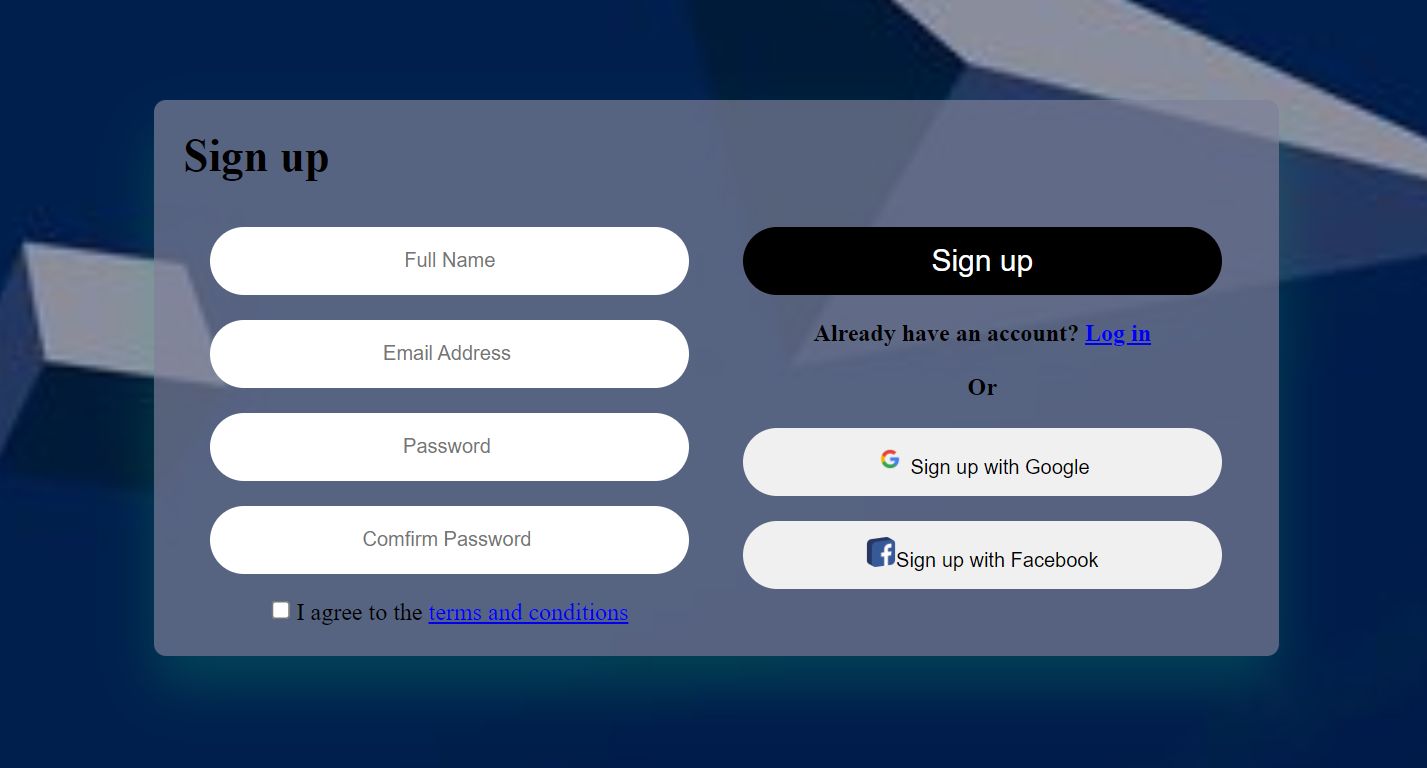 Sign up
Full Name
Email Address
Password
Comfirm Password
I agree to the terms and conditions
Sign up
Already have an account? Log in
Or
Sign up with Google
Sign up with Facebook